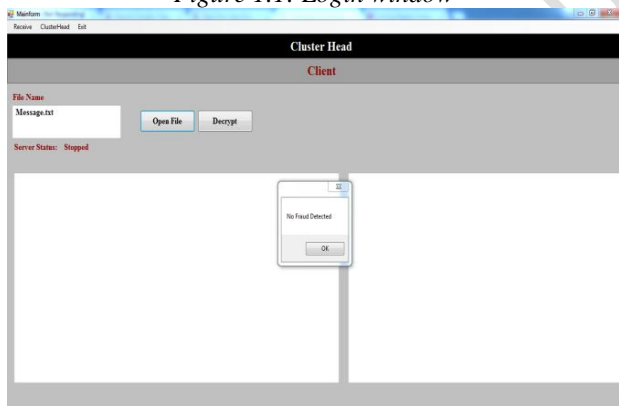 Figure 1.1: Login window
Mainform
Receive ClusterHead Exit
Cluster Head
Client
File Name
Message.txt
Open File Decrypt
Server Status: Stopped
No Fraud Detected
OK